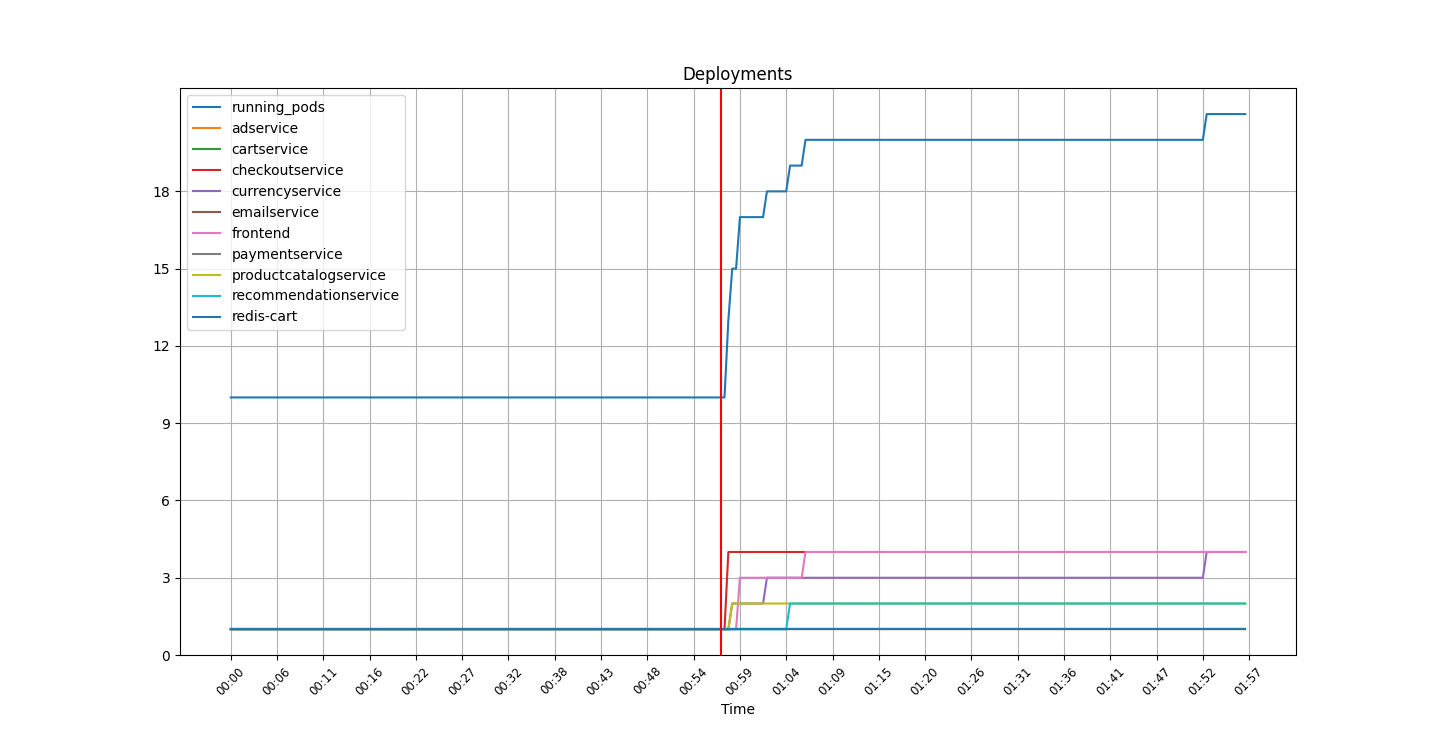 Deployments
running_pods
adservice
cartservice
checkoutservice
currencyservice
emailservice
frontend
paymentservice
productcatalogservice
recommendationservice
redis-cart
18
15
12
9
6
3
0
00:00 00:06 00:11 00:16 00:22 00:27 00:32 00:38 00:43 00:48 00:54 00:59 01:04 01:09 01:15 01:20 01:26 01:31 01:36 01:41 01:47 01:52 01:57
Time